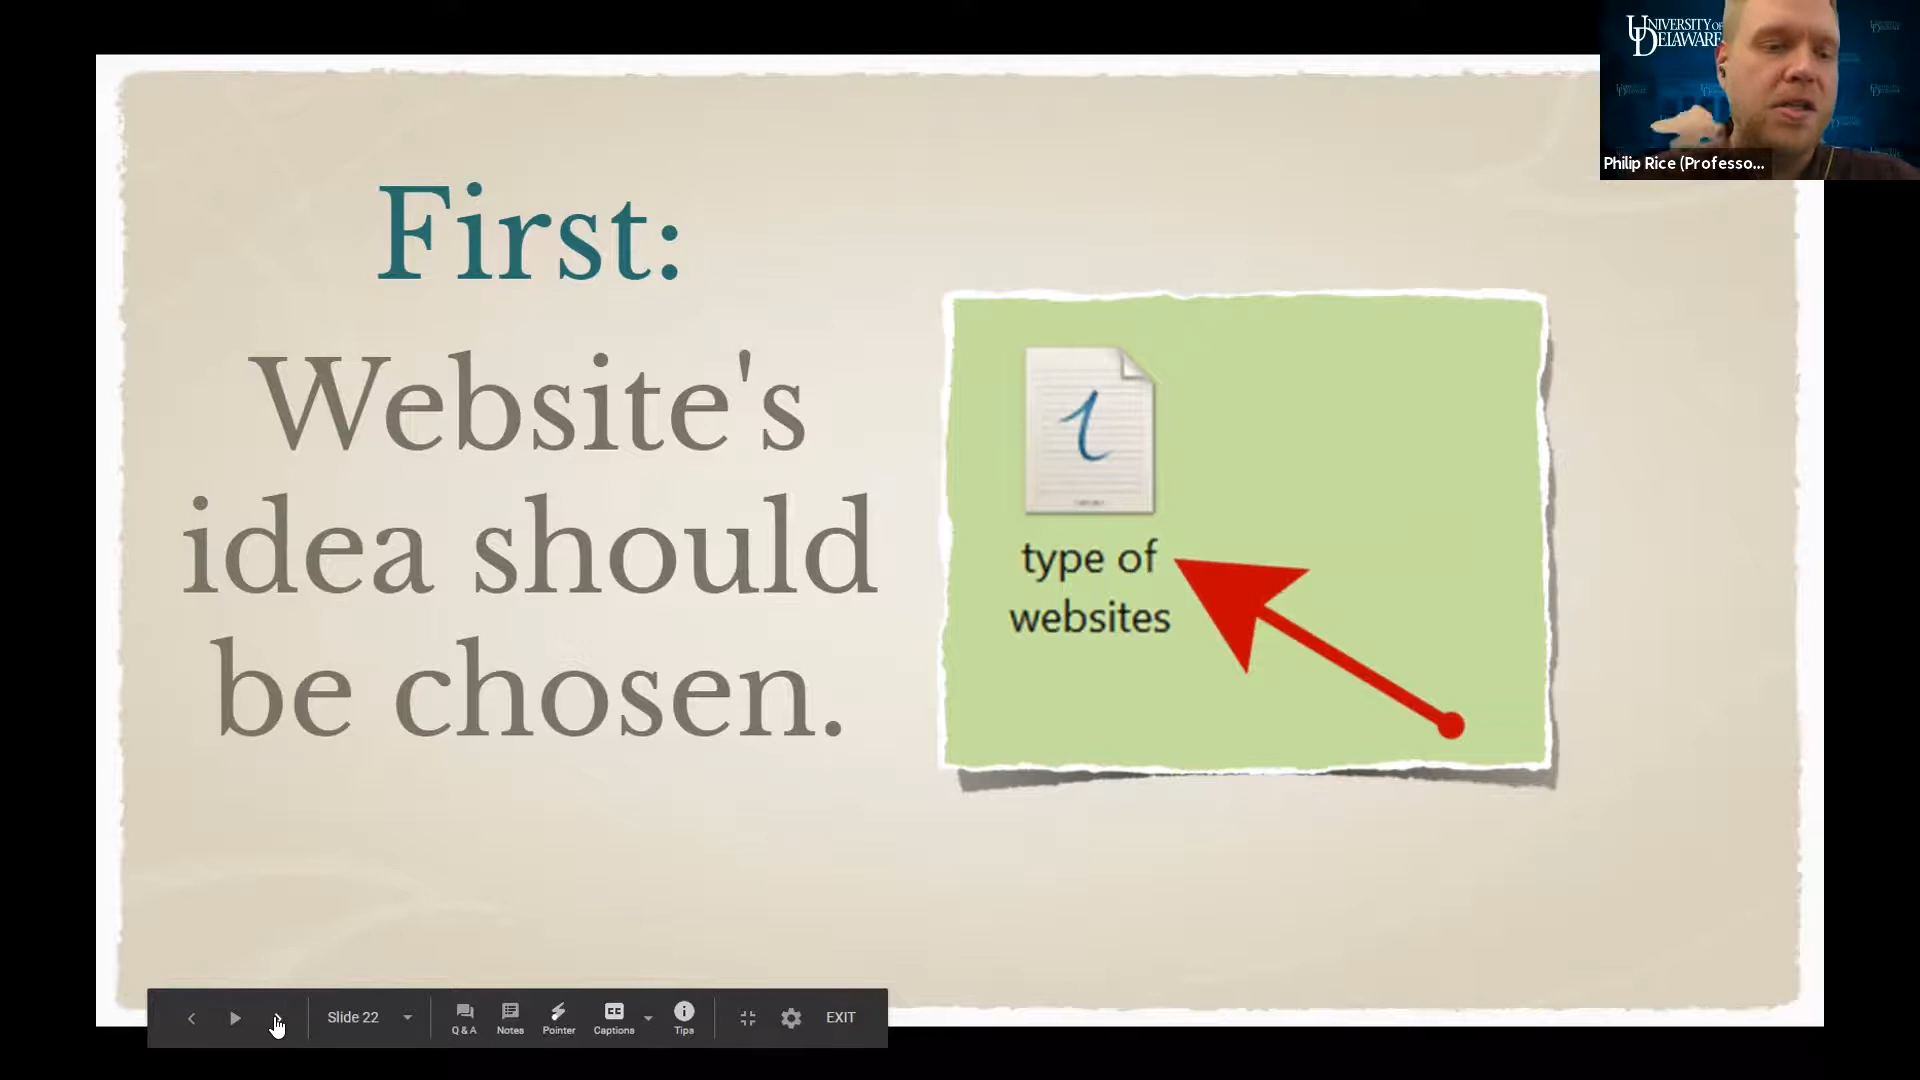 UNIVERSITY OF
DELAWARE
Philip Rice (Professo...
First:
Website's
idea should
be chosen.
type of
websites
Slide 22
Q & A
Notes
CC
Pointer
Captions
Tips
EXIT